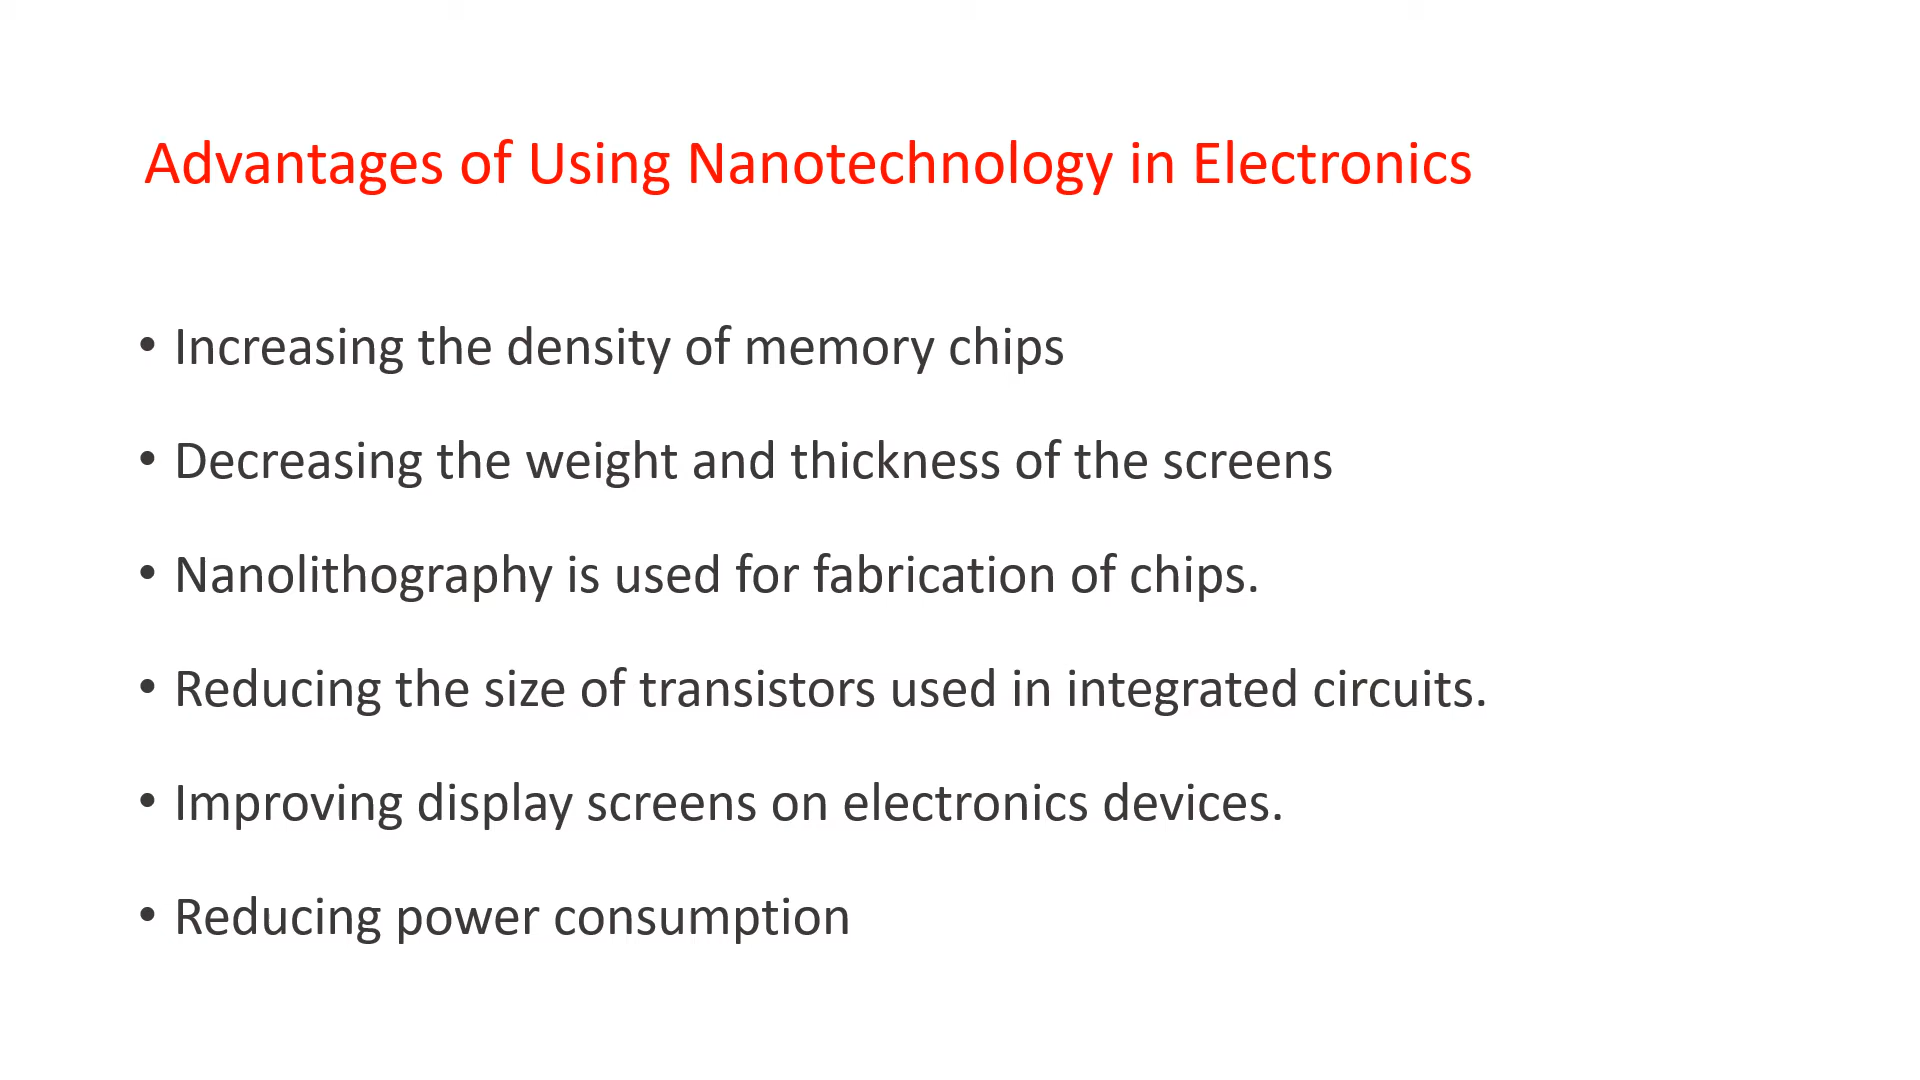 Advantages of Using Nanotechnology in Electronics
• Increasing the density of memory chips
• Decreasing the weight and thickness of the screens
• Nanolithography is used for fabrication of chips.
• Reducing the size of transistors used in integrated circuits.
• Improving display screens on electronics devices.
• Reducing power consumption